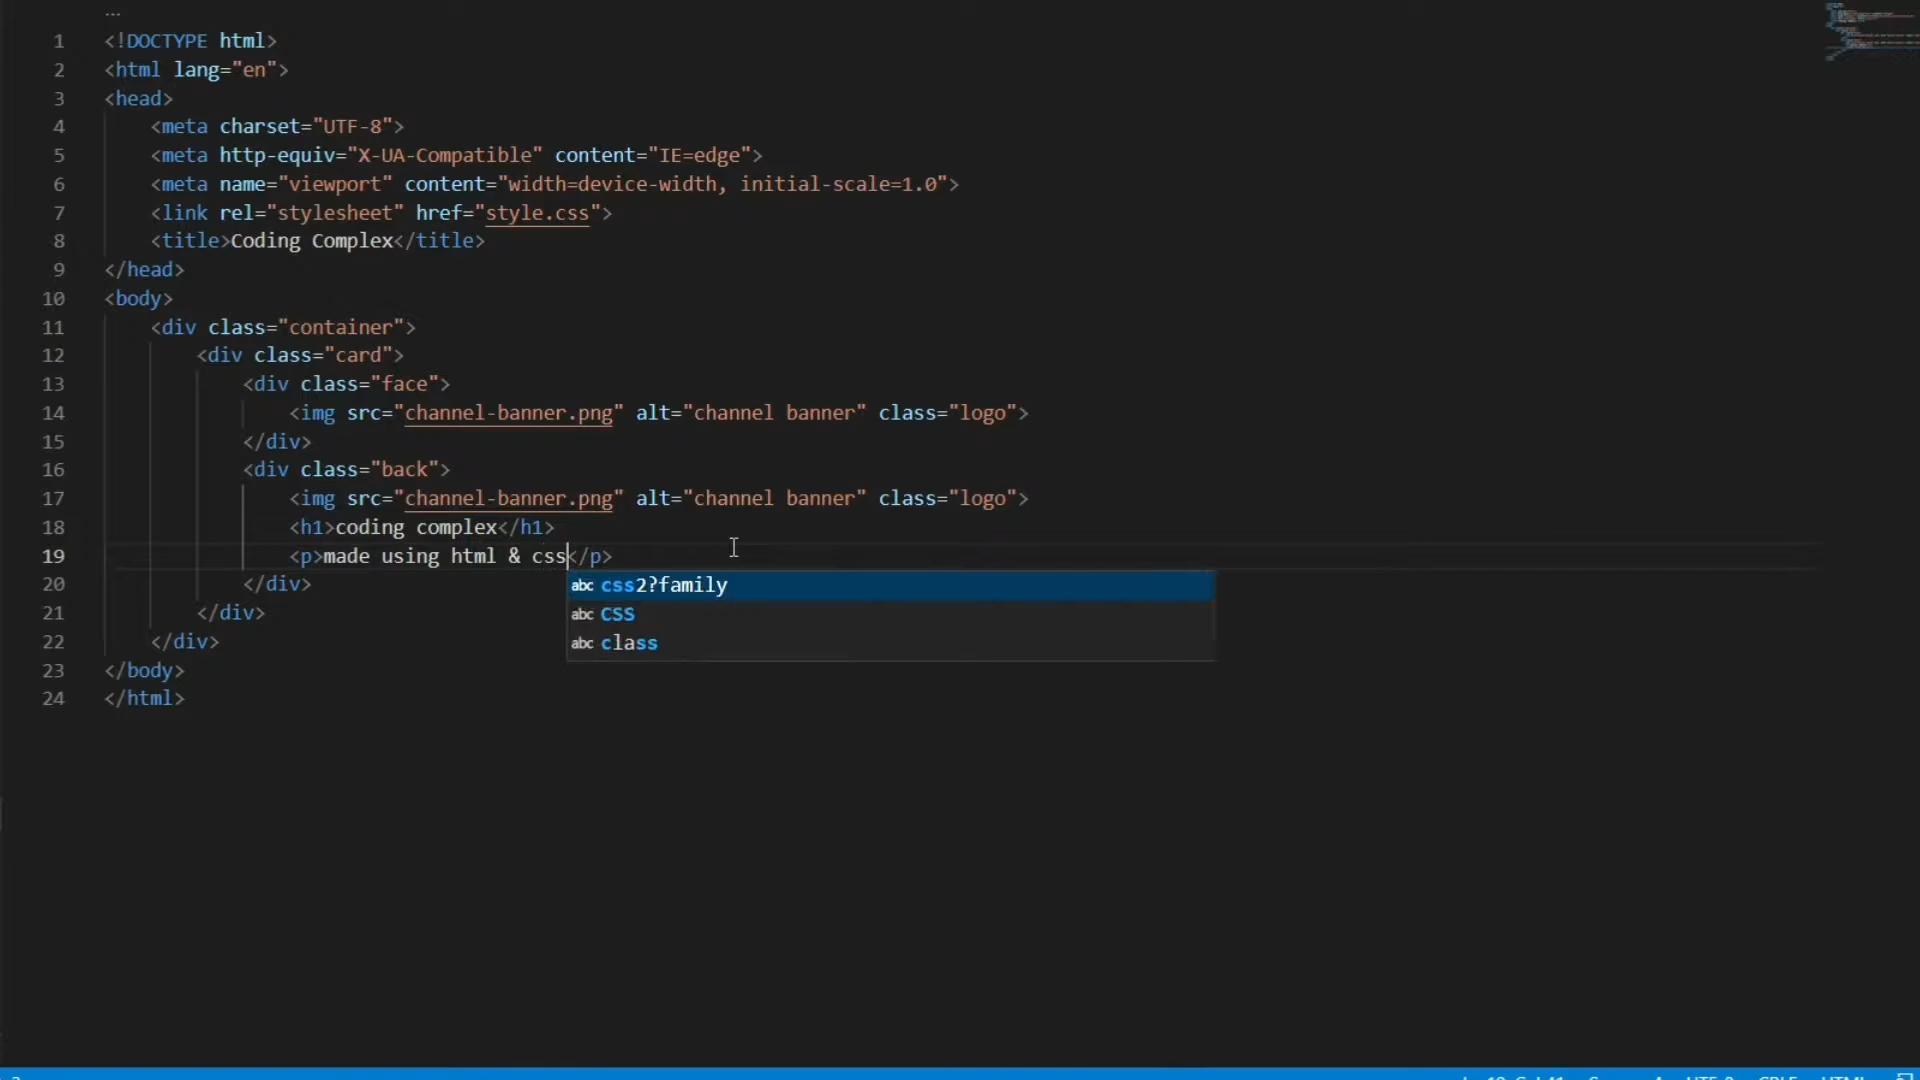 ...
1 <!DOCTYPE html>
2 <html lang="en">
3 <head>
4 <meta charset="UTF-8">
5 <meta http-equiv="X-UA-Compatible" content="IE=edge">
6 <meta name="viewport" content="width=device-width, initial-scale=1.0">
7 <link rel="stylesheet" href="style.css">
8 <title>Coding Complex</title>
9 </head>
10 <body>
11 <div class="container">
12 <div class="card">
13 <div class="face">
14 <img src="channel-banner.png" alt="channel banner" class="logo">
15 </div>
16 <div class="back">
17 <img src="channel-banner.png" alt="channel banner" class="logo">
18 <h1>coding complex</h1>
19 <p>made using html & css</p>
abc css2?family
20 </div>
abc CSS
21 </div>
abc class
22 </div>
23 </body>
24 </html>